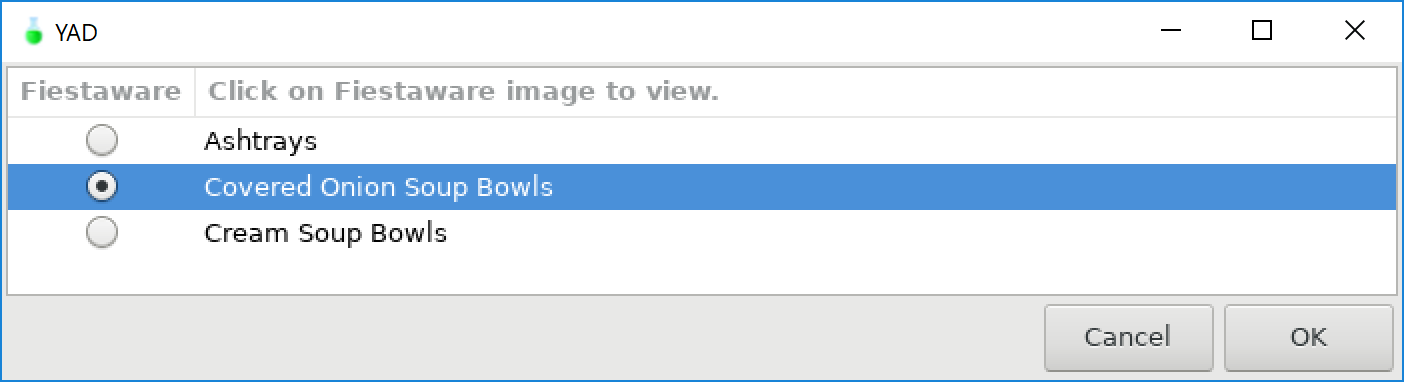 YAD
Fiestaware Click on Fiestaware image to view.
Ashtrays
Covered Onion Soup Bowls
Cream Soup Bowls
Cancel OK